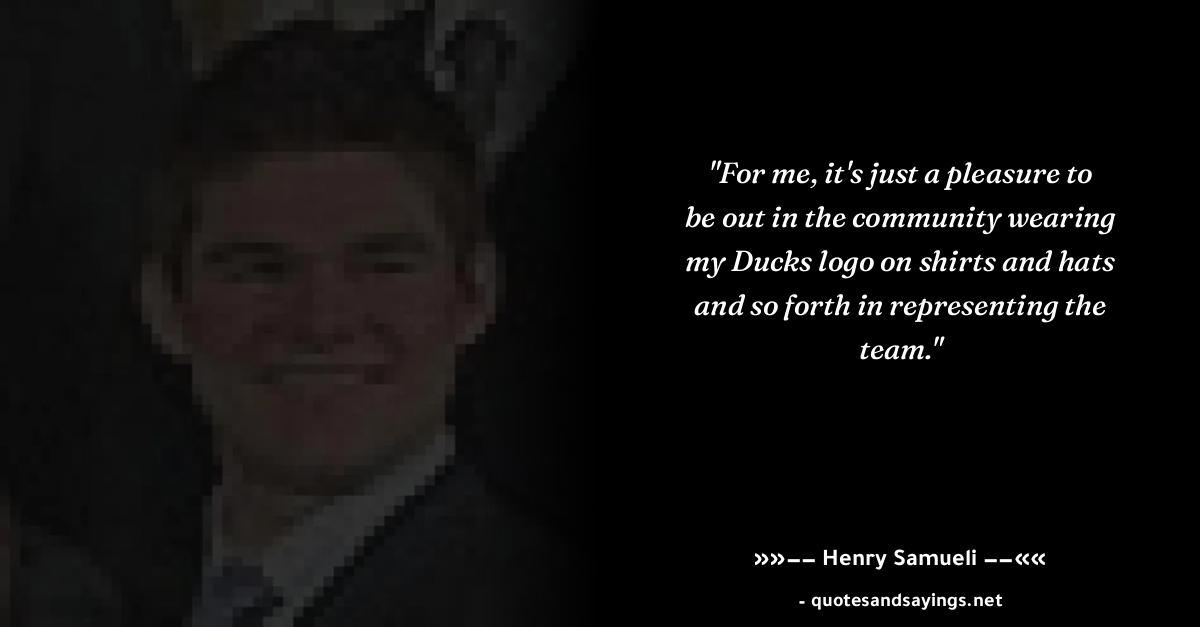 "For me, it's just a pleasure to
be out in the community wearing
my Ducks logo on shirts and hats
and so forth in representing the
team."
»»−− Henry Samueli −−««
- quotesandsayings.net